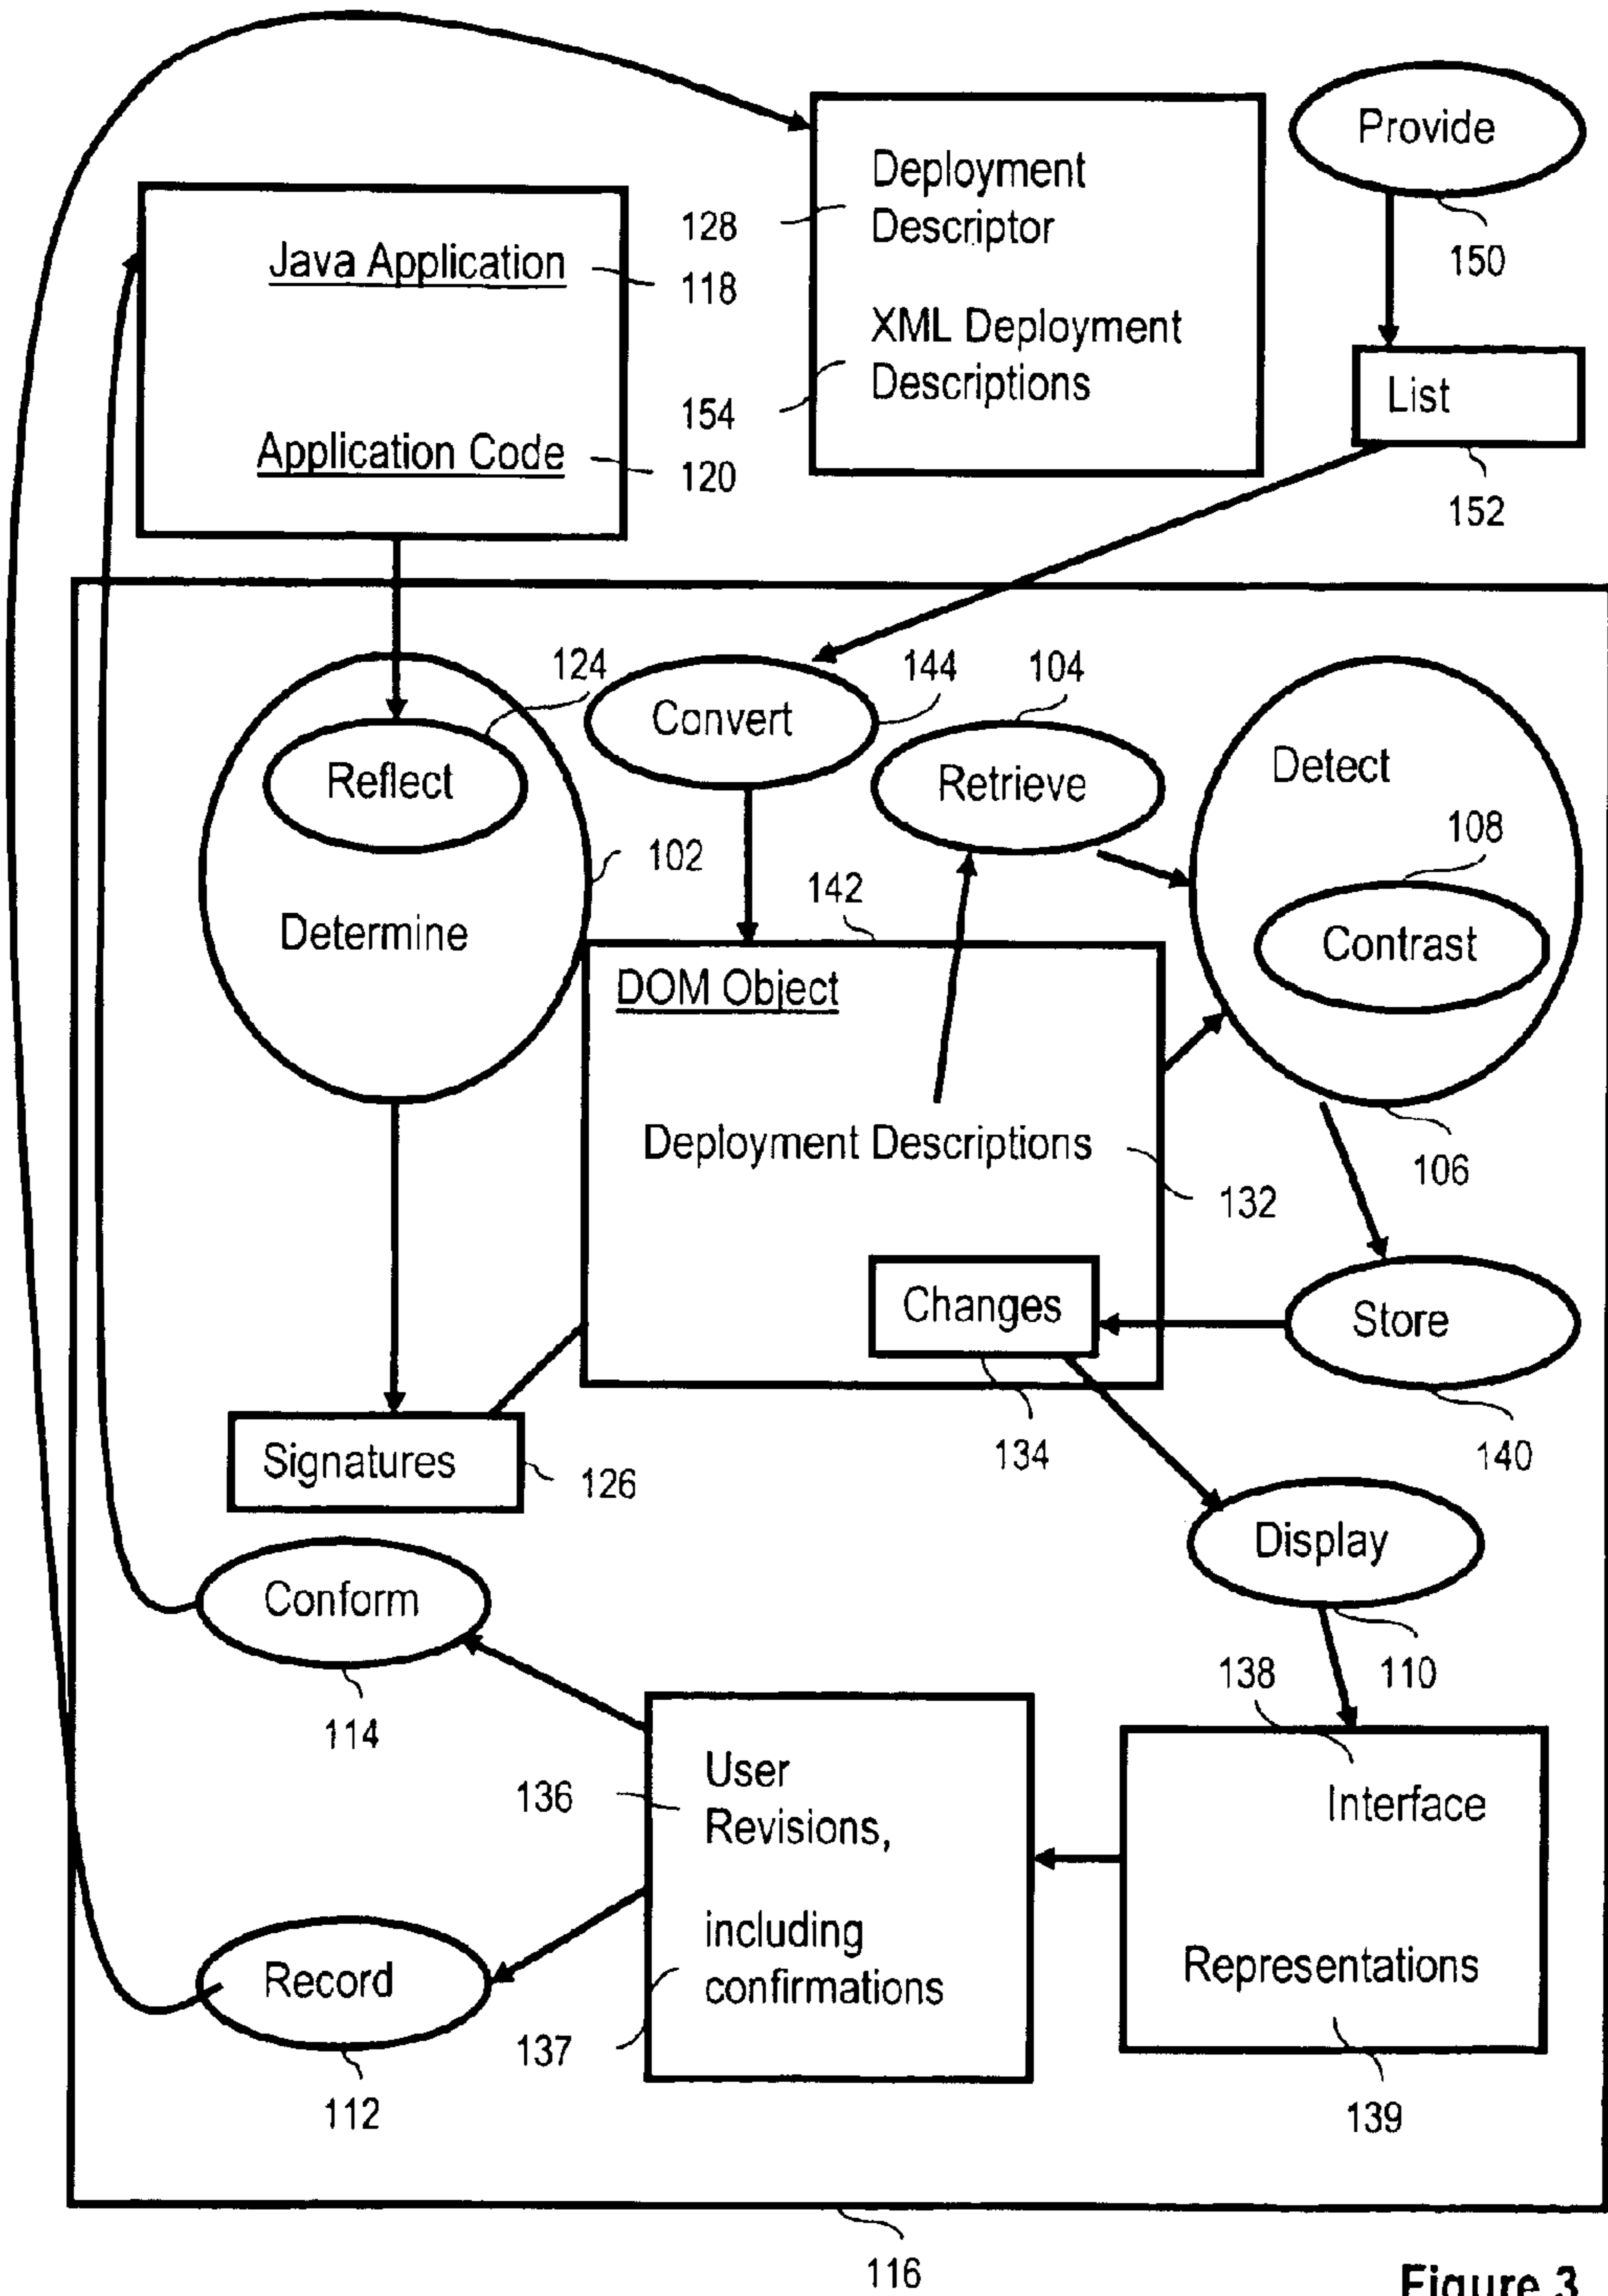 Provide
150
Deployment
Descriptor
128
XML Deployment
Descriptions
154
Java Application
118
Application Code
120
List
152
124
Reflect
Determine
102
Convert
144
104
Retrieve
Detect
108
Contrast
106
142
DOM Object
Deployment Descriptions
132
Changes
134
Store
140
Signatures
126
Display
110
Conform
114
138
Interface
Representations
139
136
User
Revisions,
including
confirmations
137
Record
112
116
Figure 3